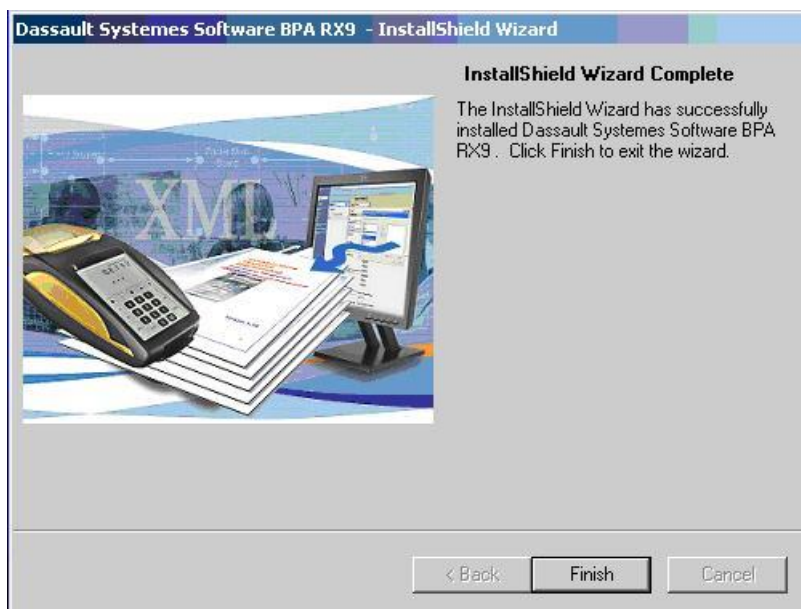 Dassault Systemes Software BPA RX9 - InstallShield Wizard
InstallShield Wizard Complete
The InstallShield Wizard has successfully
installed Dassault Systemes Software BPA
RX9 . Click Finish to exit the wizard.
XML
< Back
Finish
Cancel